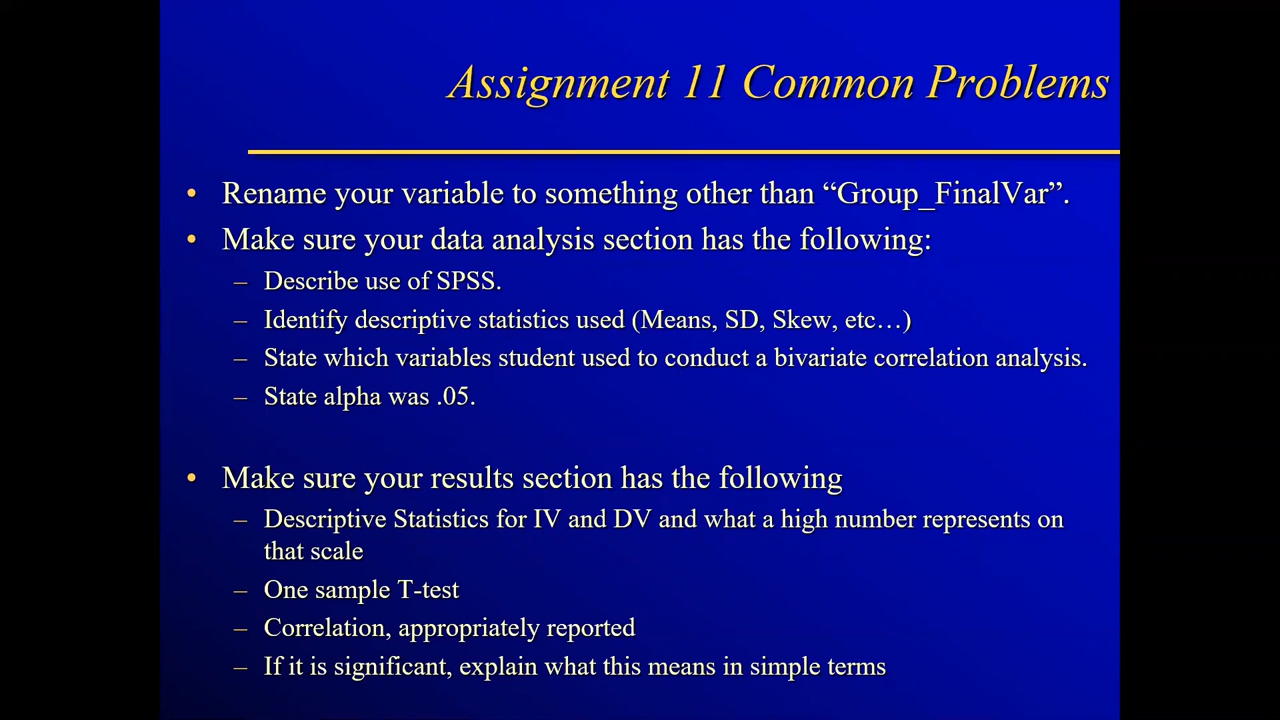 Assignment 11 Common Problems
• Rename your variable to something other than “Group_FinalVar”.
• Make sure your data analysis section has the following:
– Describe use of SPSS.
– Identify descriptive statistics used (Means, SD, Skew, etc…)
– State which variables student used to conduct a bivariate correlation analysis.
– State alpha was .05.
• Make sure your results section has the following
– Descriptive Statistics for IV and DV and what a high number represents on
that scale
– One sample T-test
– Correlation, appropriately reported
– If it is significant, explain what this means in simple terms